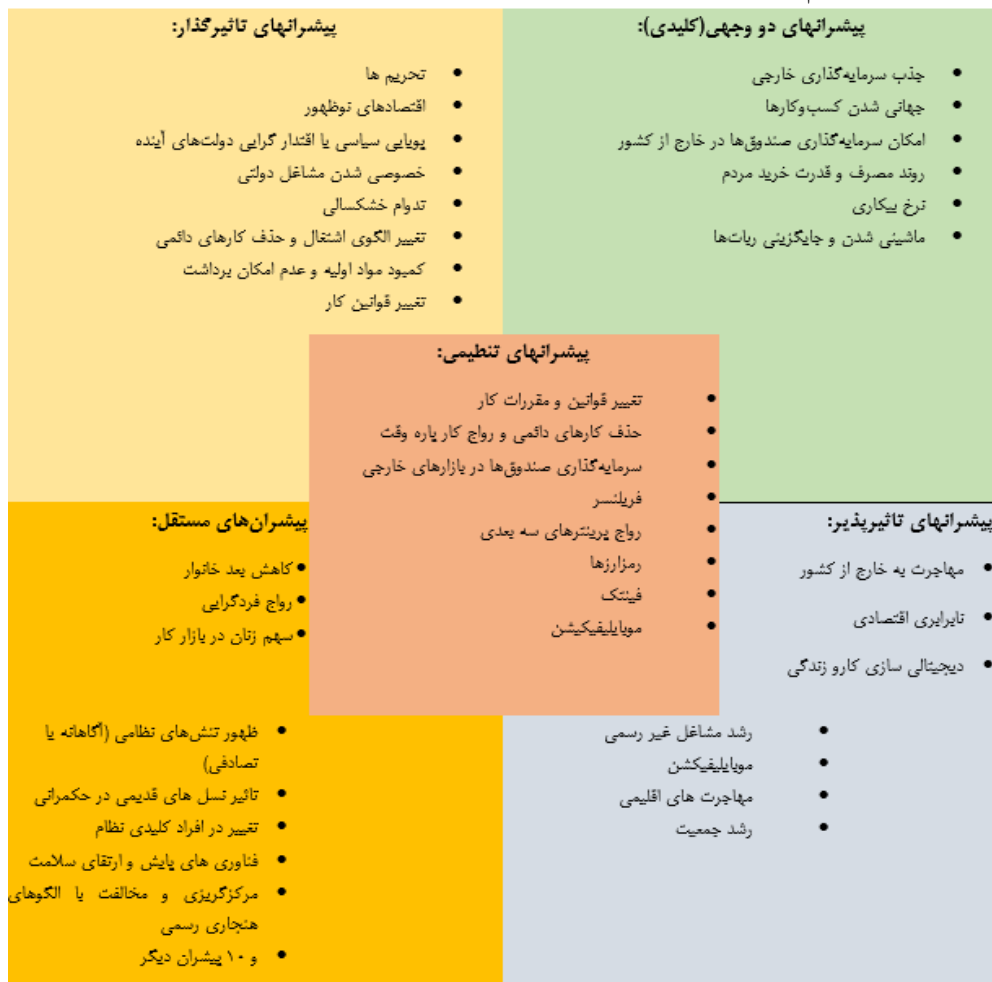 پیشرانهای دو وجهی(کلیدی):
جذب سرمایه‌گذاری خارجی
جهانی شدن کسب‌وکارها
امکان سرمایه‌گذاری صندوق‌ها در خارج از کشور
روند مصرف و قدرت خرید مردم
نرخ بیکاری
ماشینی شدن و جایگزینی ربات‌ها
پیشرانهای تاثیرگذار:
تحریم ها
اقتصادهای نوظهور
پویایی سیاسی یا اقتدار گرایی دولت‌های آینده
خصوصی شدن مشاغل دولتی
تدوام خشکسالی
تغییر الگوی اشتغال و حذف کارهای دائمی
کمبود مواد اولیه و عدم امکان برداشت
تغییر قوانین کار
پیشرانهای تنظیمی:
تغییر قوانین و مقررات کار
حذف کارهای دائمی و رواج کار پاره وقت
سرمایه‌گذاری صندوق‌ها در بازارهای خارجی
فریلنسر
رواج پرینترهای سه بعدی
رمزارزها
فینتک
موبایلیفیکیشن
پیشرانهای تاثیرپذیر:
مهاجرت به خارج از کشور
نابرابری اقتصادی
دیجیتالی سازی کارو زندگی
رشد مشاغل غیر رسمی
موبایلیفیکشن
مهاجرت های اقلیمی
رشد جمعیت
پیشران‌های مستقل:
کاهش بعد خانوار
رواج فردگرایی
سهم زنان در بازار کار
ظهور تنش‌های نظامی (آگاهانه یا
تصادفی)
تاثیر نسل های قدیمی در حکمرانی
تغییر در افراد کلیدی نظام
فناوری های پایش و ارتقای سلامت
مرکزگریزی و مخالفت با الگوهای
هنجاری رسمی
و ۱۰ پیشران دیگر